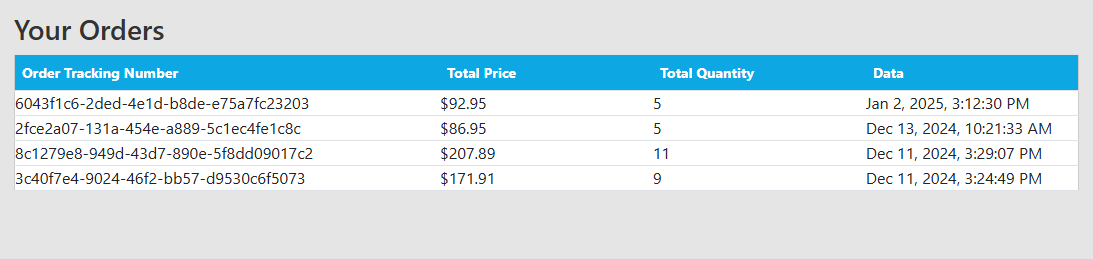 Your Orders
Order Tracking Number Total Price Total Quantity Data
6043f1c6-2ded-4e1d-b8de-e75a7fc23203 $92.95 5 Jan 2, 2025, 3:12:30 PM
2fce2a07-131a-454e-a889-5c1ec4fe1c8c $86.95 5 Dec 13, 2024, 10:21:33 AM
8c1279e8-949d-43d7-890e-5f8dd09017c2 $207.89 11 Dec 11, 2024, 3:29:07 PM
3c40f7e4-9024-46f2-bb57-d9530c6f5073 $171.91 9 Dec 11, 2024, 3:24:49 PM